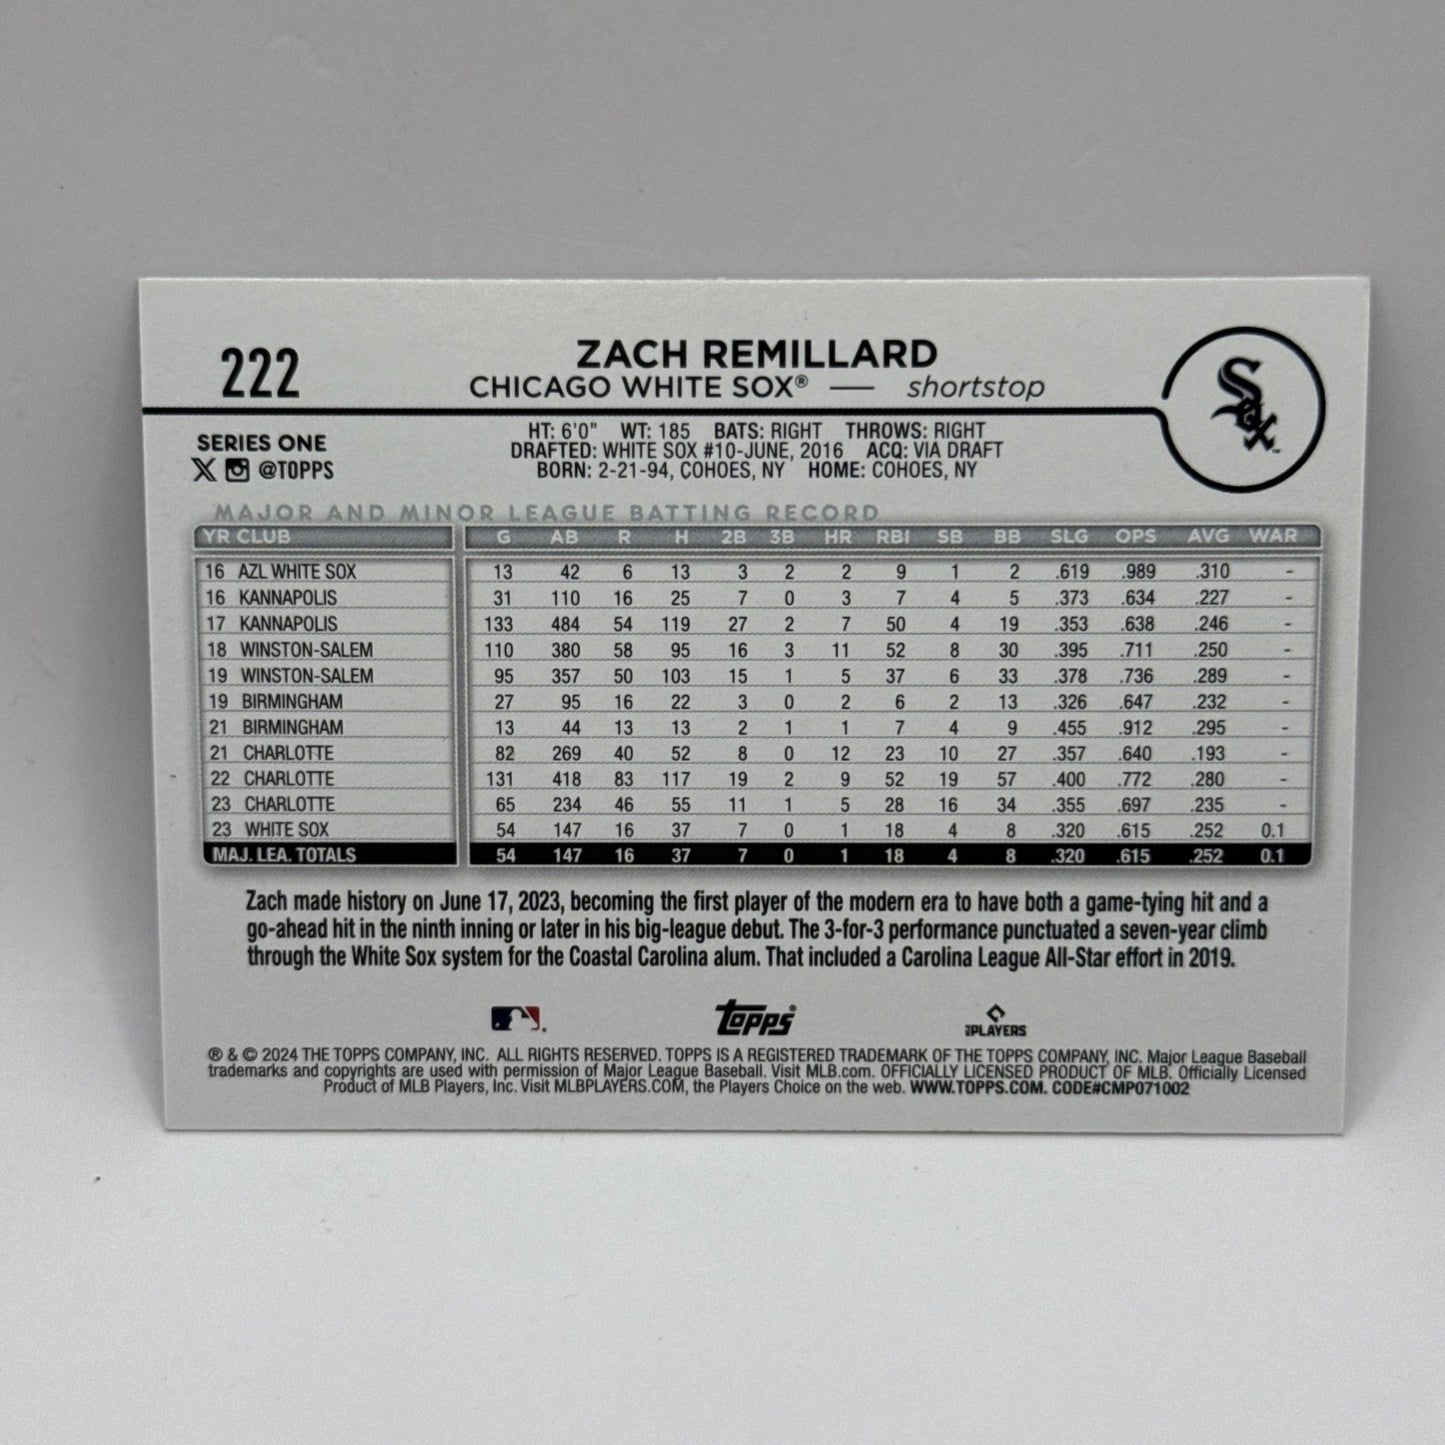 222
ZACH REMILLARD
CHICAGO WHITE SOX® — shortstop
Sox
SERIES ONE
@TOPPS
HT: 6'0" WT: 185 BATS: RIGHT THROWS: RIGHT
DRAFTED: WHITE SOX #10-JUNE, 2016 ACQ: VIA DRAFT
BORN: 2-21-94, COHOES, NY HOME: COHOES, NY
MAJOR AND MINOR LEAGUE BATTING RECORD
YR CLUB G AB R H 2B 3B HR RBI SB BB SLG OPS AVG WAR
16 AZL WHITE SOX 13 42 6 13 3 2 2 9 1 2 .619 .989 .310 -
16 KANNAPOLIS 31 110 16 25 7 0 3 7 4 5 .373 .634 .227 -
17 KANNAPOLIS 133 484 54 119 27 2 7 50 4 19 .353 .638 .246 -
18 WINSTON-SALEM 110 380 58 95 16 3 11 52 8 30 .395 .711 .250 -
19 WINSTON-SALEM 95 357 50 103 15 1 5 37 6 33 .378 .736 .289 -
19 BIRMINGHAM 27 95 16 22 3 0 2 6 2 13 .326 .647 .232 -
21 BIRMINGHAM 13 44 13 13 2 1 1 7 4 9 .455 .912 .295 -
21 CHARLOTTE 82 269 40 52 8 0 12 23 10 27 .357 .640 .193 -
22 CHARLOTTE 131 418 83 117 19 2 9 52 19 57 .400 .772 .280 -
23 CHARLOTTE 65 234 46 55 11 1 5 28 16 34 .355 .697 .235 -
23 WHITE SOX 54 147 16 37 7 0 1 18 4 8 .320 .615 .252 0.1
MAJ. LEA. TOTALS 54 147 16 37 7 0 1 18 4 8 .320 .615 .252 0.1
Zach made history on June 17, 2023, becoming the first player of the modern era to have both a game-tying hit and a
go-ahead hit in the ninth inning or later in his big-league debut. The 3-for-3 performance punctuated a seven-year climb
through the White Sox system for the Coastal Carolina alum. That included a Carolina League All-Star effort in 2019.
Topps®
PLAYERS
® & © 2024 THE TOPPS COMPANY, INC. ALL RIGHTS RESERVED. TOPPS IS A REGISTERED TRADEMARK OF THE TOPPS COMPANY, INC. Major League Baseball
trademarks and copyrights are used with permission of Major League Baseball. Visit MLB.com. OFFICIALLY LICENSED PRODUCT OF MLB. Officially Licensed
Product of MLB Players, Inc. Visit MLBPLAYERS.COM, the Players Choice on the web. WWW.TOPPS.COM. CODE#CMP071002